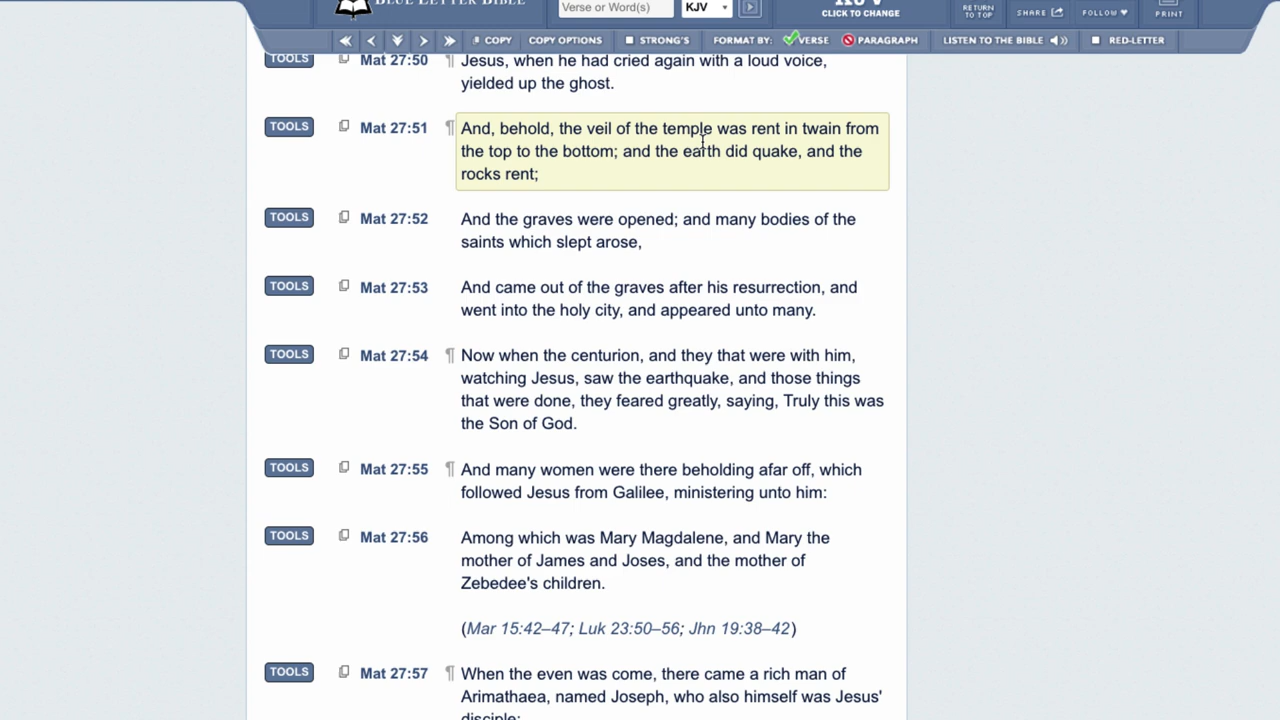 BLUE LETTER BIBLE
Verse or Word(s)
KJV
CLICK TO CHANGE
RETURN
TO TOP
SHARE
FOLLOW
PRINT
COPY
COPY OPTIONS
STRONG'S
FORMAT BY:
VERSE
PARAGRAPH
LISTEN TO THE BIBLE
RED-LETTER
TOOLS Mat 27:50 ¶ Jesus, when he had cried again with a loud voice,
yielded up the ghost.
TOOLS Mat 27:51 ¶ And, behold, the veil of the temple was rent in twain from
the top to the bottom; and the earth did quake, and the
rocks rent;
TOOLS Mat 27:52 And the graves were opened; and many bodies of the
saints which slept arose,
TOOLS Mat 27:53 And came out of the graves after his resurrection, and
went into the holy city, and appeared unto many.
TOOLS Mat 27:54 ¶ Now when the centurion, and they that were with him,
watching Jesus, saw the earthquake, and those things
that were done, they feared greatly, saying, Truly this was
the Son of God.
TOOLS Mat 27:55 ¶ And many women were there beholding afar off, which
followed Jesus from Galilee, ministering unto him:
TOOLS Mat 27:56 Among which was Mary Magdalene, and Mary the
mother of James and Joses, and the mother of
Zebedee's children.
(Mar 15:42–47; Luk 23:50–56; Jhn 19:38–42)
TOOLS Mat 27:57 ¶ When the even was come, there came a rich man of
Arimathaea, named Joseph, who also himself was Jesus'
disciple: